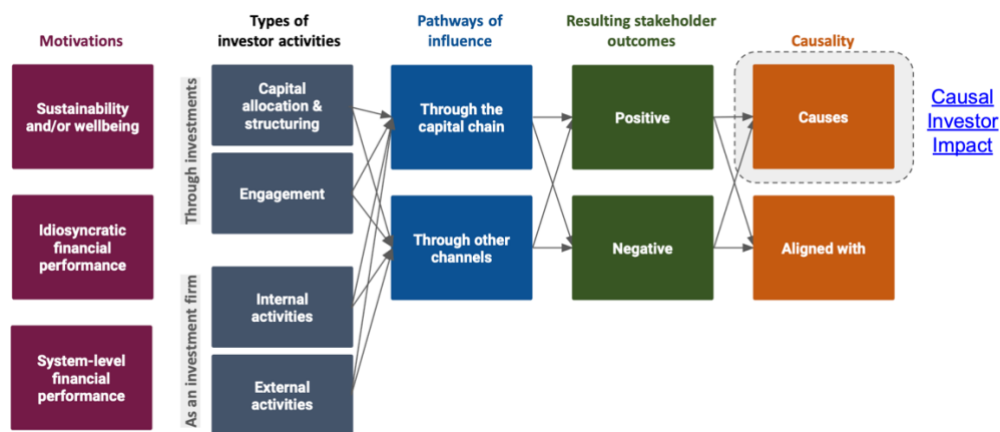 Motivations
Types of
investor activities
Pathways of
influence
Resulting stakeholder
outcomes
Causality
Sustainability
and/or wellbeing
Idiosyncratic
financial
performance
System-level
financial
performance
Through investments
As an investment firm
Capital
allocation &
structuring
Engagement
Internal
activities
External
activities
Through the
capital chain
Through other
channels
Positive
Negative
Causes
Aligned with
Causal
Investor
Impact